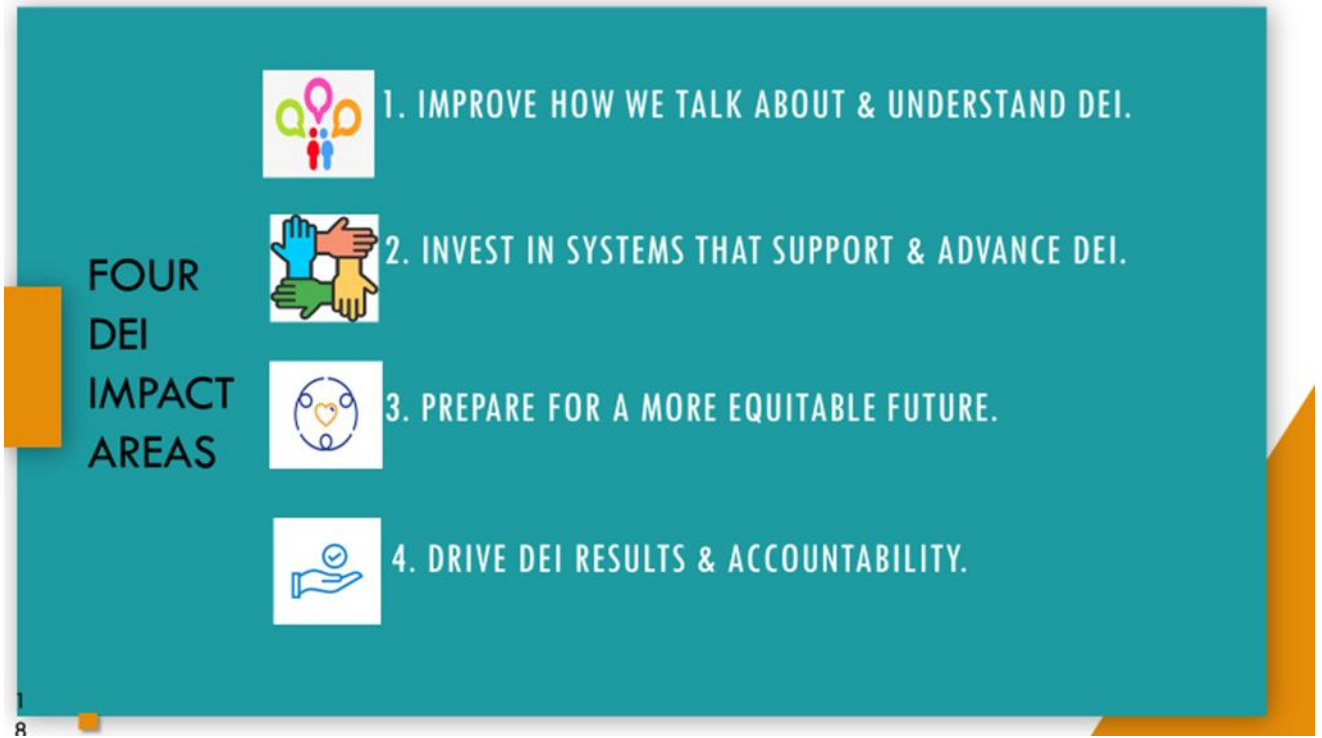 FOUR
DEI
IMPACT
AREAS
1. IMPROVE HOW WE TALK ABOUT & UNDERSTAND DEI.
2. INVEST IN SYSTEMS THAT SUPPORT & ADVANCE DEI.
3. PREPARE FOR A MORE EQUITABLE FUTURE.
4. DRIVE DEI RESULTS & ACCOUNTABILITY.
1
8